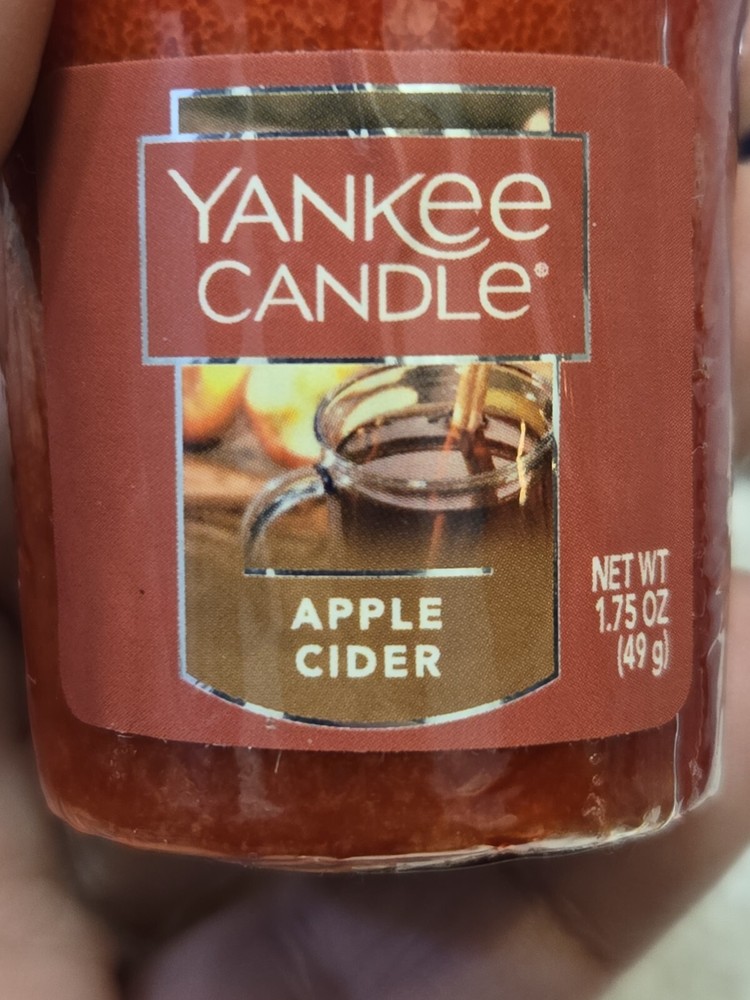 YANKee
CANDLe®
APPLE
CIDER
NET WT
1.75 OZ
(49 g)